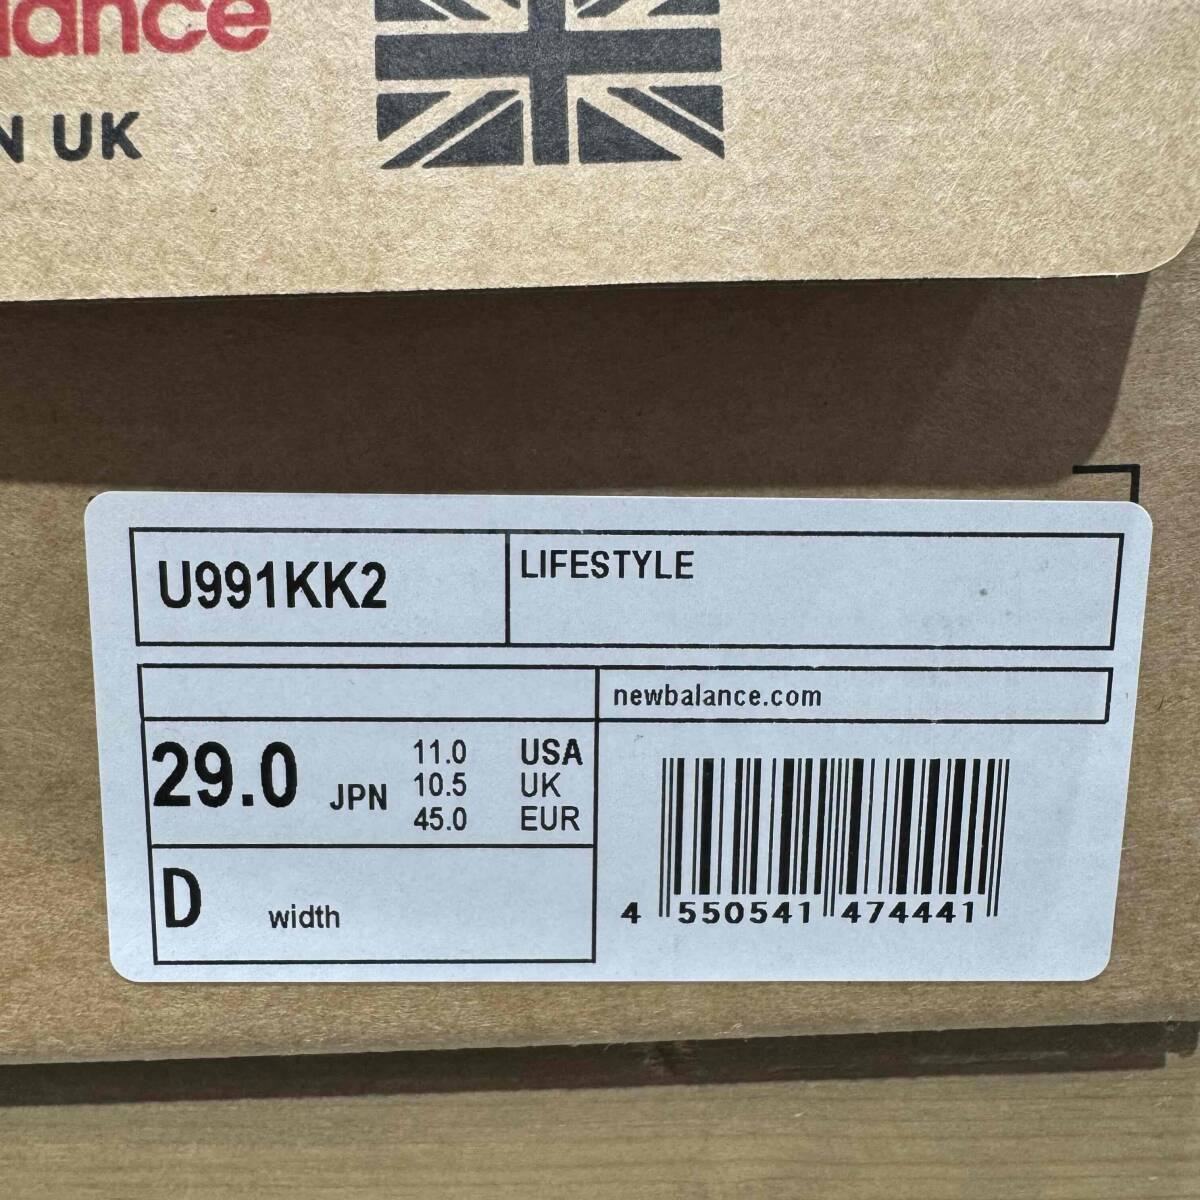 UK
U991KK2
LIFESTYLE
newbalance.com
29.0 JPN
11.0 USA
10.5 UK
45.0 EUR
D width
4 550541 474441